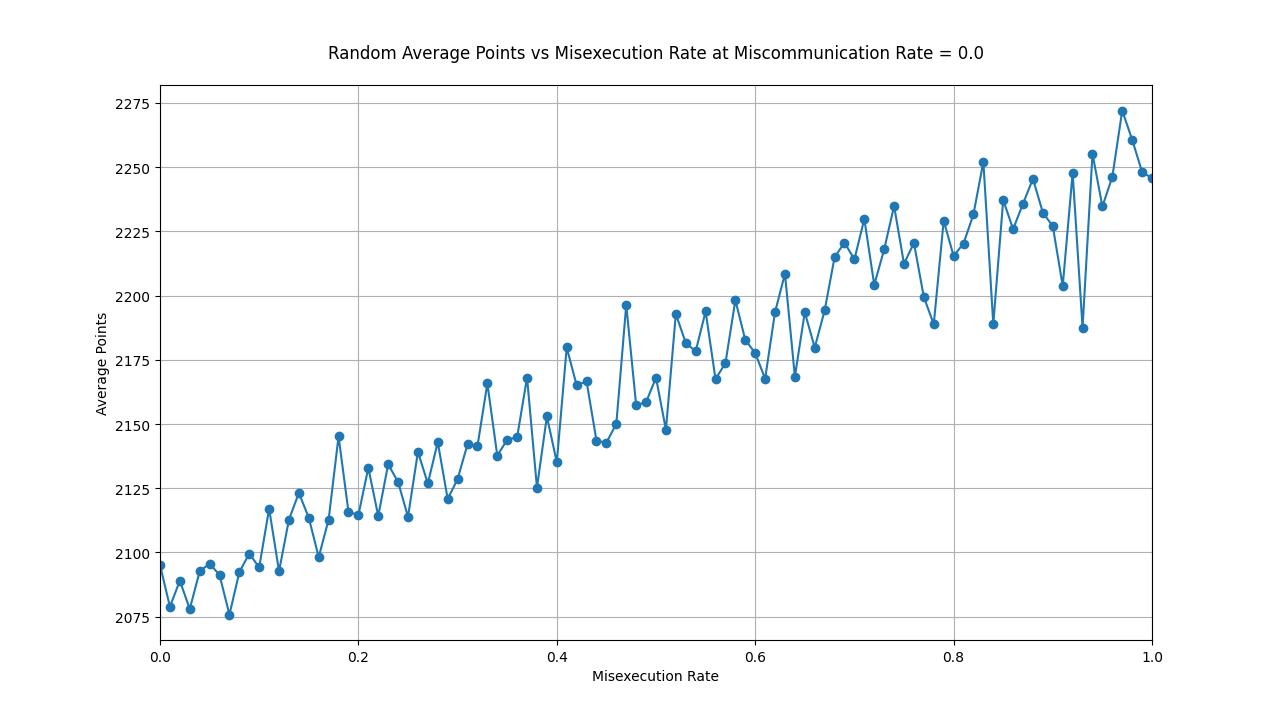 Random Average Points vs Misexecution Rate at Miscommunication Rate = 0.0
2275
2250
2225
2200
2175
2150
2125
2100
2075
Average Points
0.0 0.2 0.4 0.6 0.8 1.0
Misexecution Rate